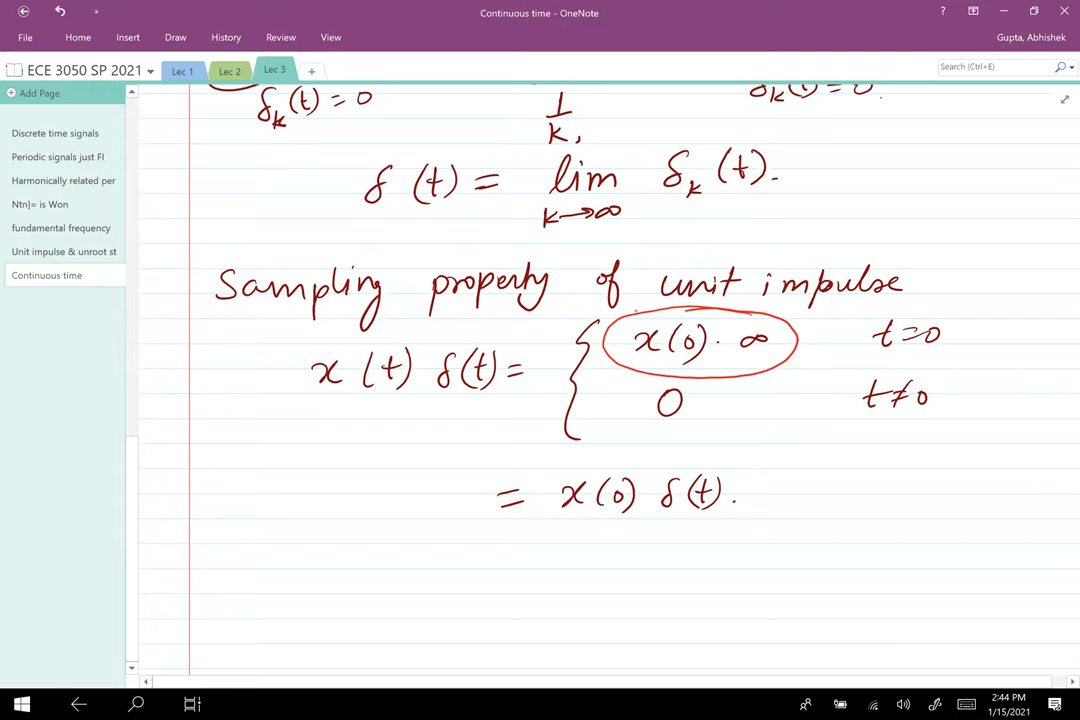 Continuous time - OneNote
?
File Home Insert Draw History Review View
Gupta, Abhishek
ECE 3050 SP 2021
Lec 1 Lec 2 Lec 3 +
Search (Ctrl+E)
Add Page
Discrete time signals
Periodic signals just FI
Harmonically related per
Ntn]= is Won
fundamental frequency
Unit impulse & unroot st
Continuous time
δk(t) = 0
1/k,
δk(t) = 0.
δ(t) = lim k→∞ δk(t).
Sampling property of unit impulse
x(t) δ(t) = { x(0)·∞ t=0
0 t≠0
= x(0) δ(t).
2:44 PM
1/15/2021